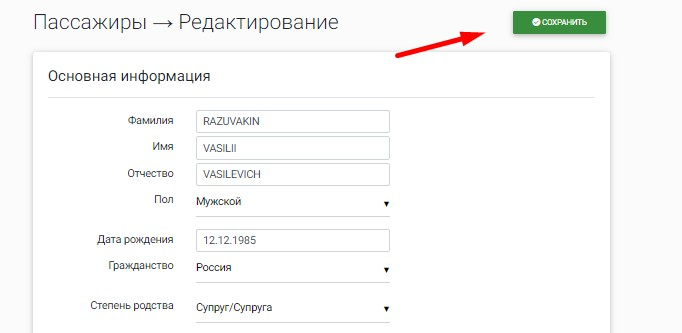 Пассажиры → Редактирование
СОХРАНИТЬ
Основная информация
Фамилия RAZUVAKIN
Имя VASILII
Отчество VASILEVICH
Пол Мужской
Дата рождения 12.12.1985
Гражданство Россия
Степень родства Супруг/Супруга